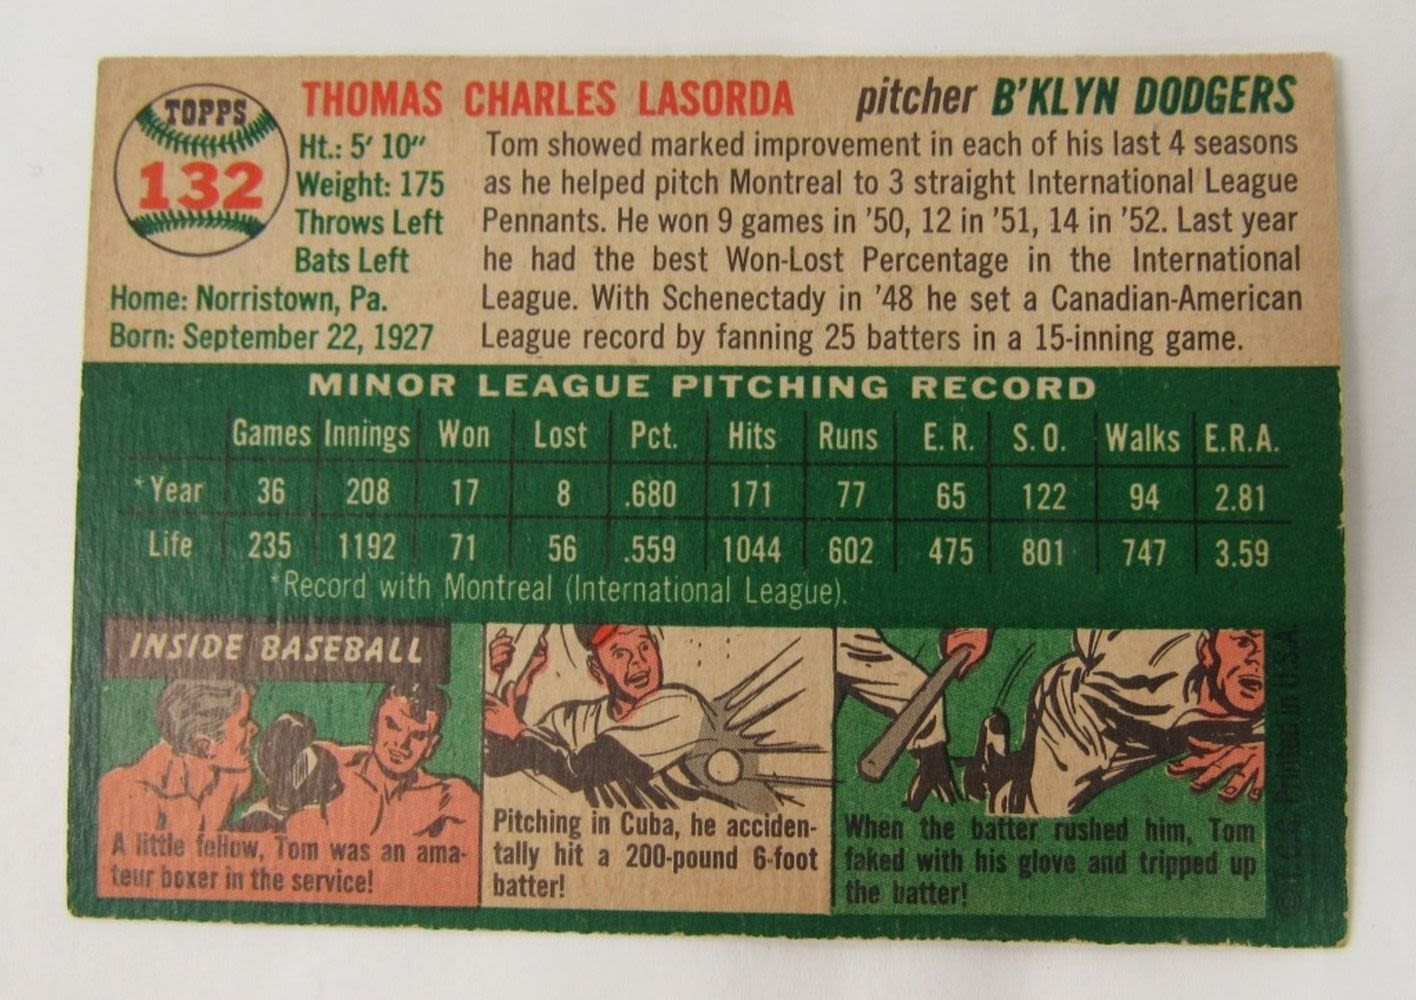 TOPPS
132
THOMAS CHARLES LASORDA pitcher B'KLYN DODGERS
Ht.: 5' 10"
Weight: 175
Throws Left
Bats Left
Home: Norristown, Pa.
Born: September 22, 1927
Tom showed marked improvement in each of his last 4 seasons
as he helped pitch Montreal to 3 straight International League
Pennants. He won 9 games in '50, 12 in '51, 14 in '52. Last year
he had the best Won-Lost Percentage in the International
League. With Schenectady in '48 he set a Canadian-American
League record by fanning 25 batters in a 15-inning game.
MINOR LEAGUE PITCHING RECORD
Games Innings Won Lost Pct. Hits Runs E. R. S. O. Walks E.R.A.
*Year 36 208 17 8 .680 171 77 65 122 94 2.81
Life 235 1192 71 56 .559 1044 602 475 801 747 3.59
*Record with Montreal (International League).
INSIDE BASEBALL
A little fellow, Tom was an ama-
teur boxer in the service!
Pitching in Cuba, he acciden-
tally hit a 200-pound 6-foot
batter!
When the batter rushed him, Tom
faked with his glove and tripped up
the batter!
© T.C.G. Printed in U.S.A.